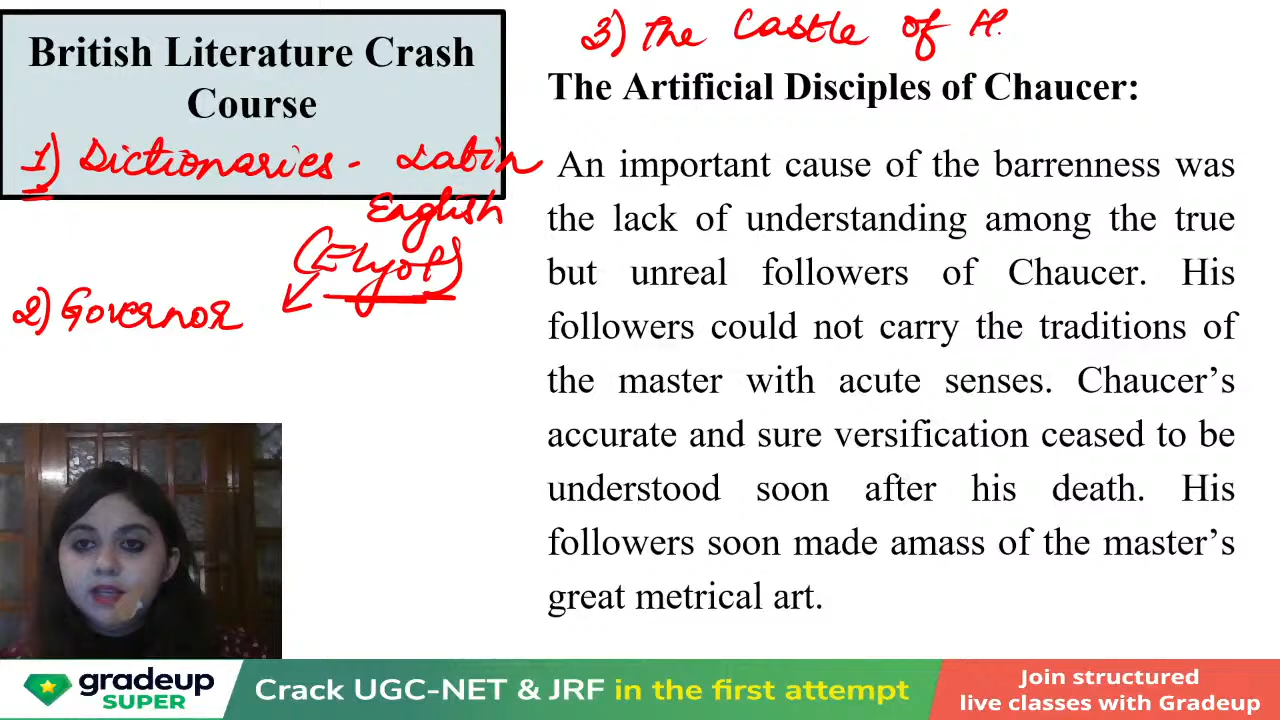 3) The Castle of H.
British Literature Crash
Course
1) Dictionaries - Latin
English
(Elyot)
2) Governor
The Artificial Disciples of Chaucer:
An important cause of the barrenness was
the lack of understanding among the true
but unreal followers of Chaucer. His
followers could not carry the traditions of
the master with acute senses. Chaucer's
accurate and sure versification ceased to be
understood soon after his death. His
followers soon made amass of the master's
great metrical art.
gradeup
SUPER
Crack UGC-NET & JRF in the first attempt
Join structured
live classes with Gradeup